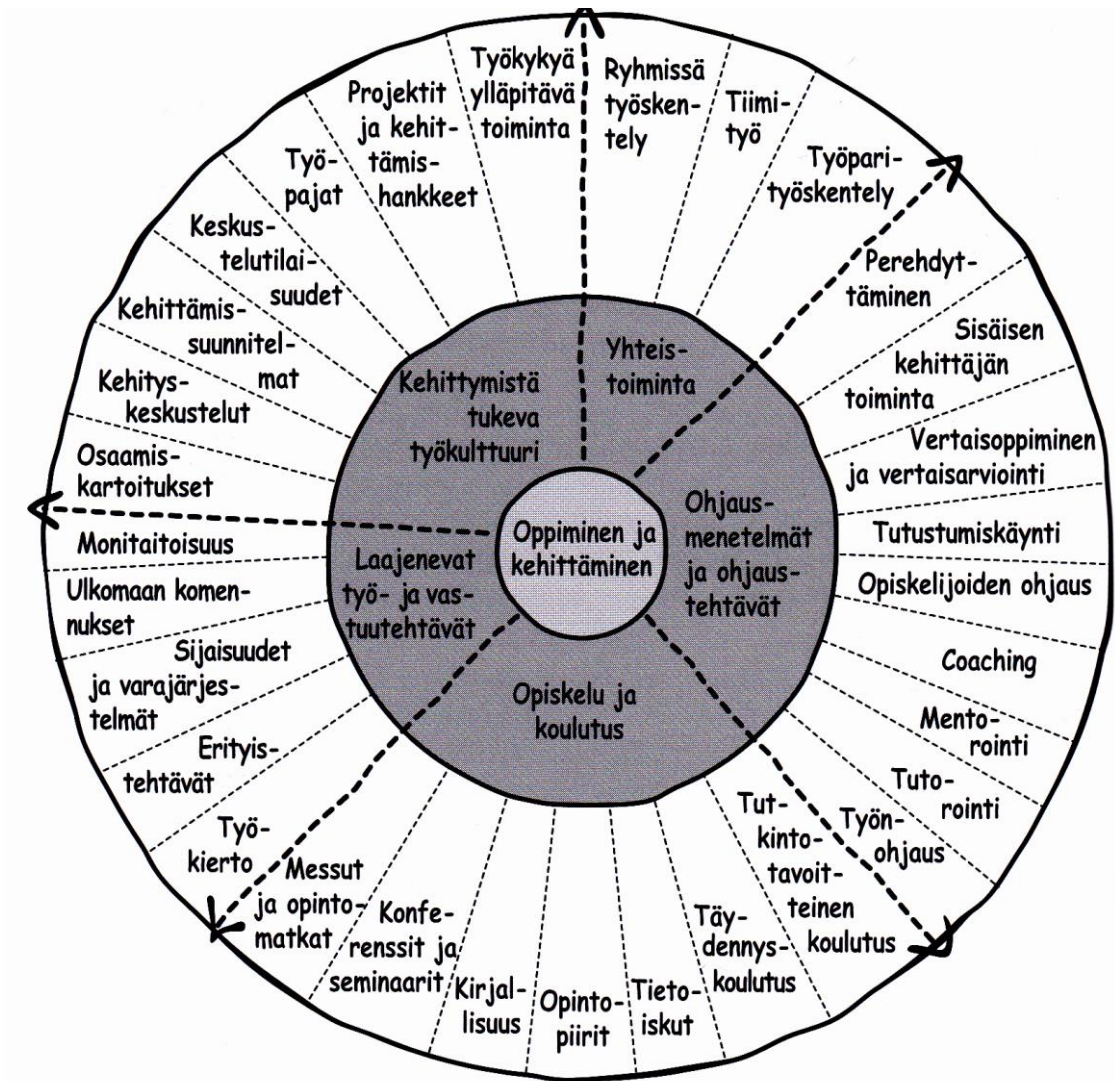 Oppiminen ja
kehittäminen
Yhteis-
toiminta
Ohjaus-
menetelmät
ja ohjaus-
tehtävät
Opiskelu ja
koulutus
Laajenevat
työ- ja vas-
tuutehtävät
Kehittymistä
tukeva
työkulttuuri
Ryhmissä
työsken-
tely
Tiimi-
työ
Työpari-
työskentely
Perehdyt-
täminen
Sisäisen
kehittäjän
toiminta
Vertaisoppiminen
ja vertaisarviointi
Tutustumiskäynti
Opiskelijoiden ohjaus
Coaching
Mento-
rointi
Tuto-
rointi
Työn-
ohjaus
Tut-
kinto-
tavoit-
teinen
koulutus
Täy-
dennys-
koulutus
Tieto-
iskut
Opinto-
piirit
Kirjal-
lisuus
Konfe-
renssit ja
seminaarit
Messut
ja opinto-
matkat
Työ-
kierto
Erityis-
tehtävät
Sijaisuudet
ja varajärjes-
telmät
Ulkomaan komen-
nukset
Monitaitoisuus
Osaamis-
kartoitukset
Kehitys-
keskustelut
Kehittämis-
suunnitel-
mat
Keskus-
telutilai-
suudet
Työ-
pajat
Projektit
ja kehit-
tämis-
hankkeet
Työkykyä
ylläpitävä
toiminta